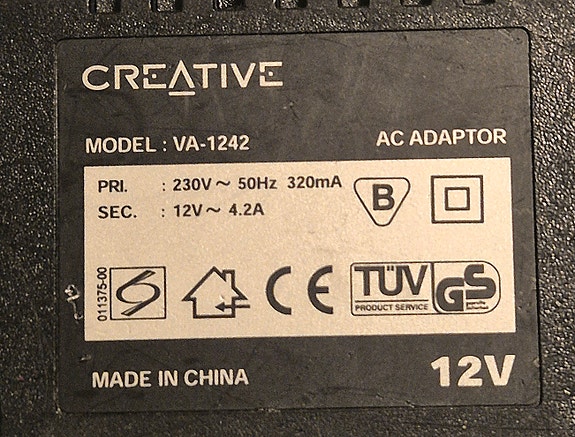 CREATIVE
MODEL : VA-1242 AC ADAPTOR
PRI. : 230V ~ 50Hz 320mA
SEC. : 12V ~ 4.2A
B
011375-00
S
CE
TÜV
PRODUCT SERVICE
GS
MADE IN CHINA 12V